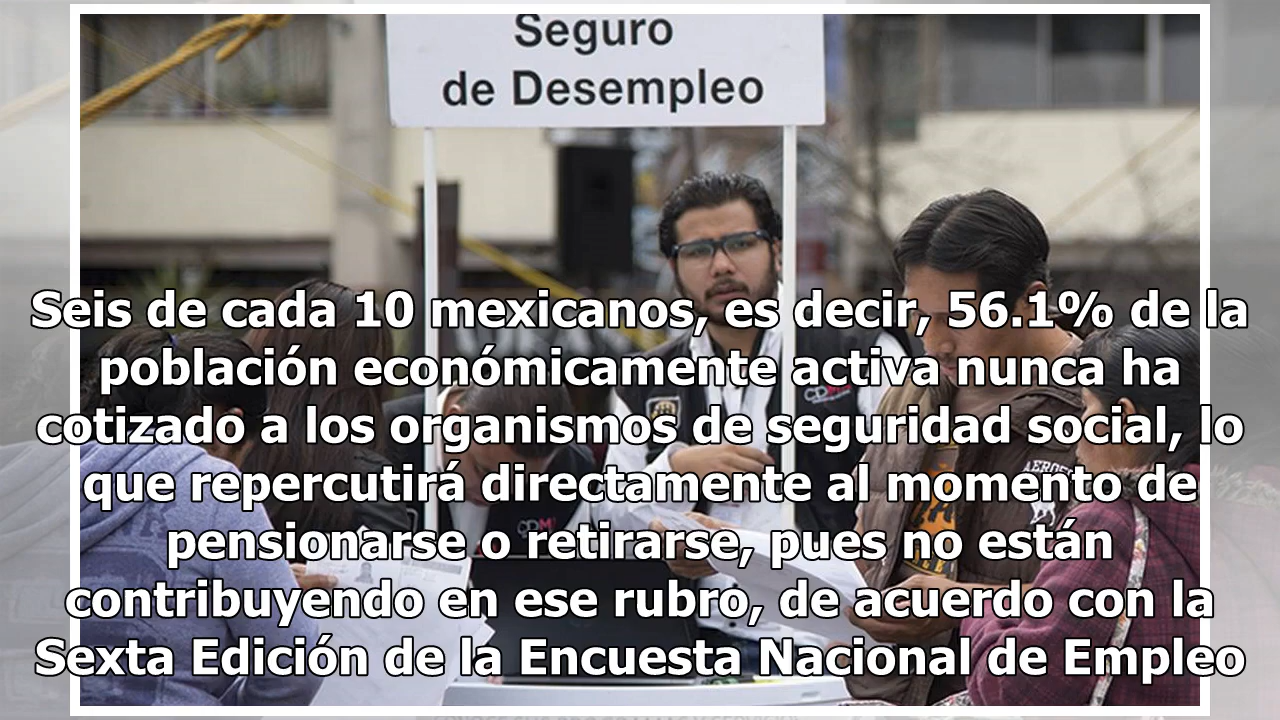 Seguro
de Desempleo
Seis de cada 10 mexicanos, es decir, 56.1% de la
población económicamente activa nunca ha
cotizado a los organismos de seguridad social, lo
que repercutirá directamente al momento de
pensionarse o retirarse, pues no están
contribuyendo en ese rubro, de acuerdo con la
Sexta Edición de la Encuesta Nacional de Empleo
CDMX
CDMX